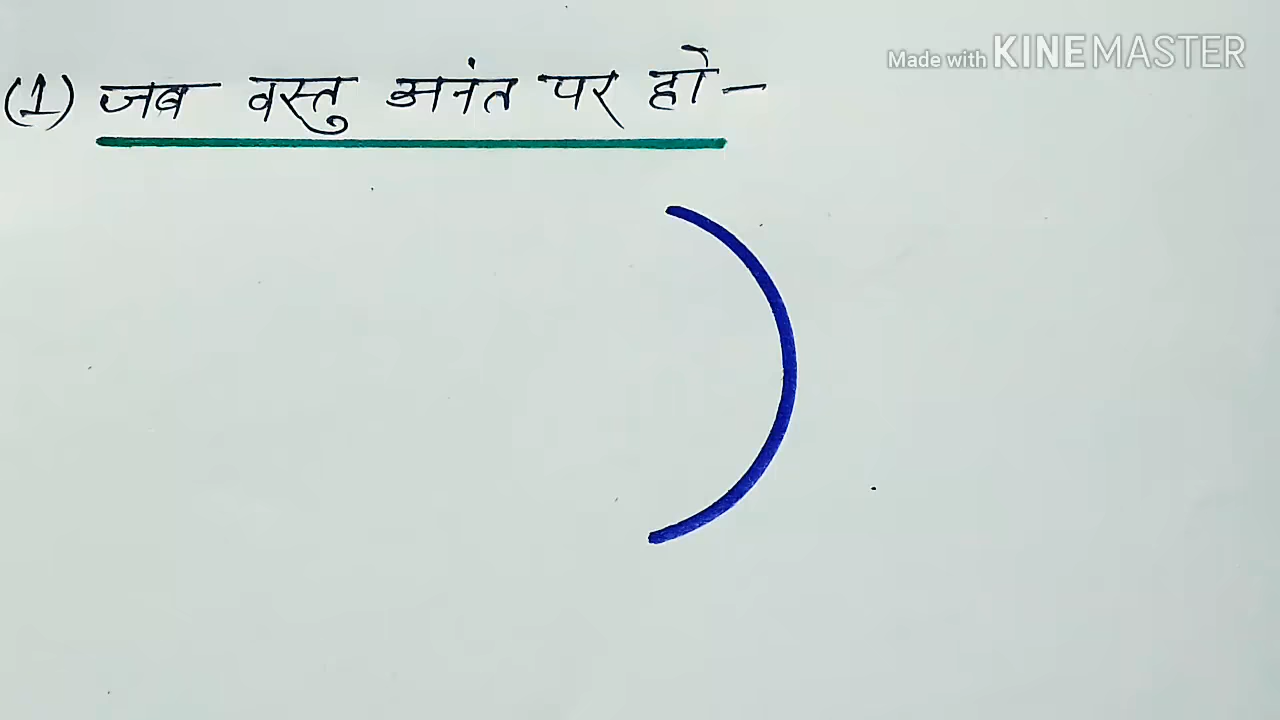 Made with KINEMASTER
(1) जब वस्तु अनंत पर हो -